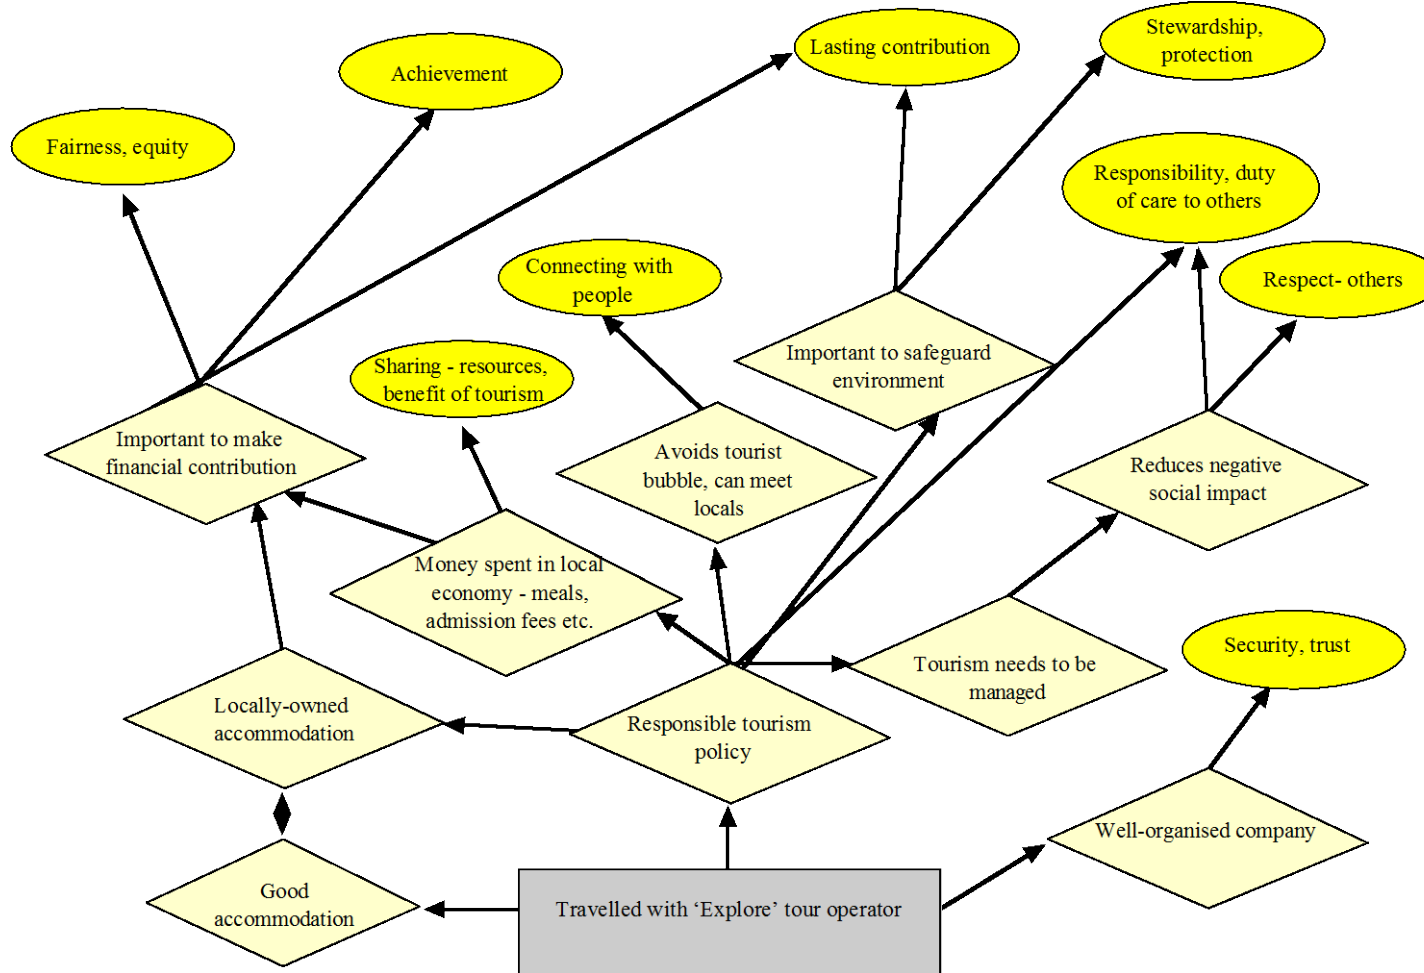 Lasting contribution
Stewardship,
protection
Achievement
Fairness, equity
Responsibility, duty
of care to others
Connecting with
people
Respect- others
Sharing - resources,
benefit of tourism
Important to safeguard
environment
Important to make
financial contribution
Avoids tourist
bubble, can meet
locals
Reduces negative
social impact
Money spent in local
economy - meals,
admission fees etc.
Tourism needs to be
managed
Security, trust
Locally-owned
accommodation
Responsible tourism
policy
Well-organised company
Good
accommodation
Travelled with ‘Explore’ tour operator